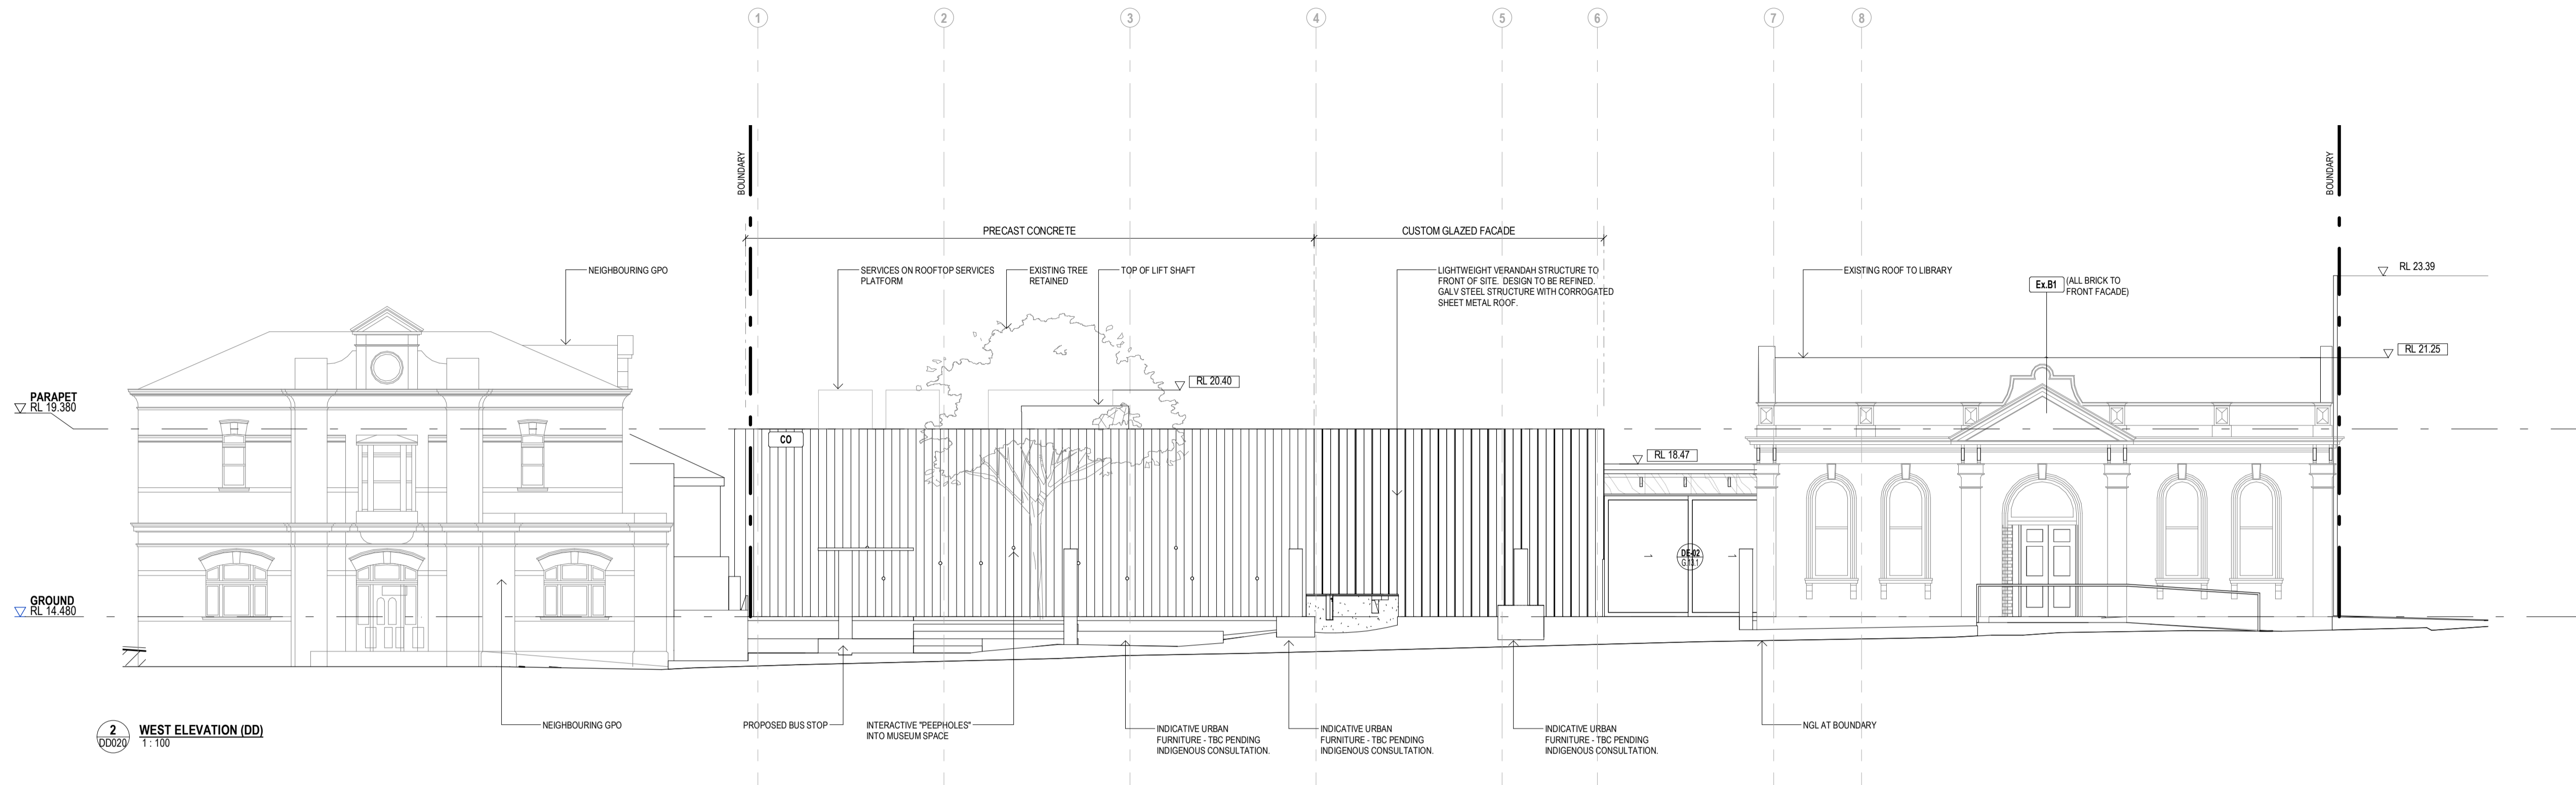 1
2
3
4
5
6
7
8
BOUNDARY
BOUNDARY
PRECAST CONCRETE
CUSTOM GLAZED FACADE
NEIGHBOURING GPO
SERVICES ON ROOFTOP SERVICES
PLATFORM
EXISTING TREE
RETAINED
TOP OF LIFT SHAFT
LIGHTWEIGHT VERANDAH STRUCTURE TO
FRONT OF SITE. DESIGN TO BE REFINED.
GALV STEEL STRUCTURE WITH CORROGATED
SHEET METAL ROOF.
EXISTING ROOF TO LIBRARY
Ex.B1
(ALL BRICK TO
FRONT FACADE)
RL 23.39
RL 21.25
RL 20.40
PARAPET
RL 19.380
CO
RL 18.47
DE-02
G.13.1
GROUND
RL 14.480
NEIGHBOURING GPO
PROPOSED BUS STOP
INTERACTIVE "PEEPHOLES"
INTO MUSEUM SPACE
INDICATIVE URBAN
FURNITURE - TBC PENDING
INDIGENOUS CONSULTATION.
INDICATIVE URBAN
FURNITURE - TBC PENDING
INDIGENOUS CONSULTATION.
INDICATIVE URBAN
FURNITURE - TBC PENDING
INDIGENOUS CONSULTATION.
NGL AT BOUNDARY
2
DD020
WEST ELEVATION (DD)
1 : 100